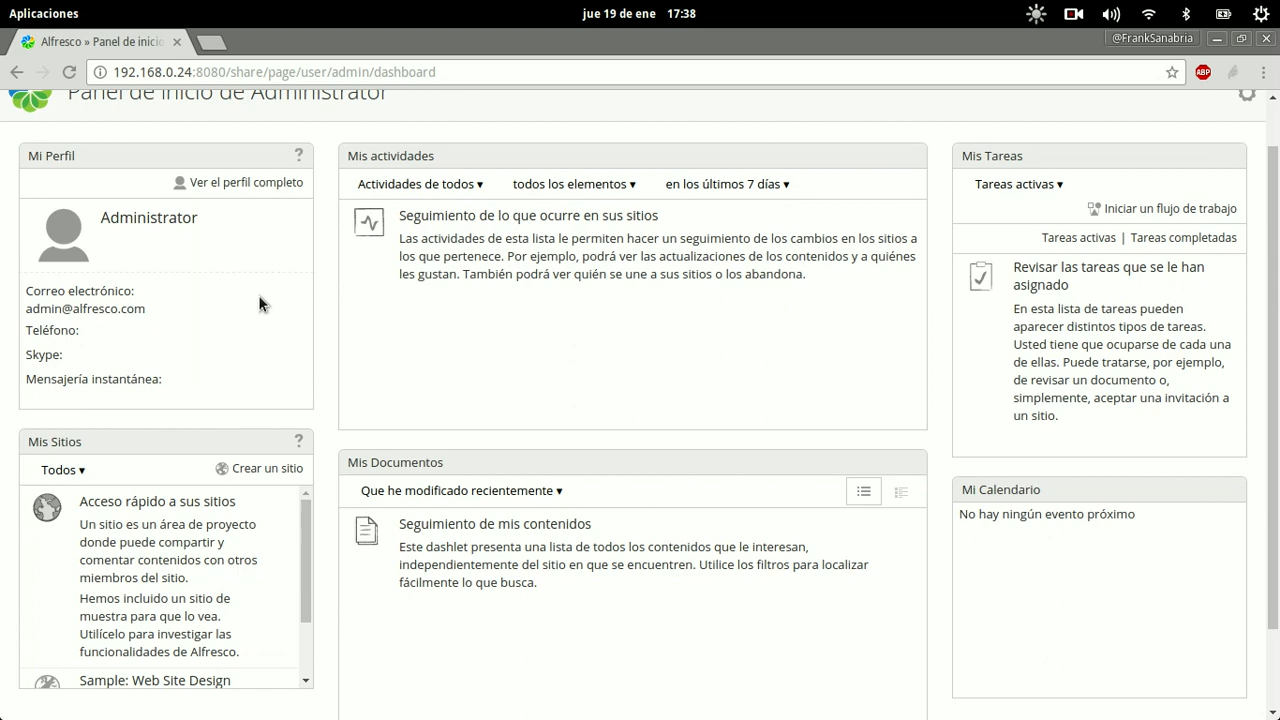 Aplicaciones
jue 19 de ene 17:38
Alfresco » Panel de inicio
@FrankSanabria
192.168.0.24:8080/share/page/user/admin/dashboard
ABP
Panel de inicio de Administrator
Mi Perfil
?
Ver el perfil completo
Administrator
Correo electrónico:
admin@alfresco.com
Teléfono:
Skype:
Mensajería instantánea:
Mis Sitios
?
Todos ▾
Crear un sitio
Acceso rápido a sus sitios
Un sitio es un área de proyecto
donde puede compartir y
comentar contenidos con otros
miembros del sitio.
Hemos incluido un sitio de
muestra para que lo vea.
Utilícelo para investigar las
funcionalidades de Alfresco.
Sample: Web Site Design
Mis actividades
Actividades de todos ▾ todos los elementos ▾ en los últimos 7 días ▾
Seguimiento de lo que ocurre en sus sitios
Las actividades de esta lista le permiten hacer un seguimiento de los cambios en los sitios a
los que pertenece. Por ejemplo, podrá ver las actualizaciones de los contenidos y a quiénes
les gustan. También podrá ver quién se une a sus sitios o los abandona.
Mis Documentos
Que he modificado recientemente ▾
Seguimiento de mis contenidos
Este dashlet presenta una lista de todos los contenidos que le interesan,
independientemente del sitio en que se encuentren. Utilice los filtros para localizar
fácilmente lo que busca.
Mis Tareas
Tareas activas ▾
Iniciar un flujo de trabajo
Tareas activas | Tareas completadas
Revisar las tareas que se le han
asignado
En esta lista de tareas pueden
aparecer distintos tipos de tareas.
Usted tiene que ocuparse de cada una
de ellas. Puede tratarse, por ejemplo,
de revisar un documento o,
simplemente, aceptar una invitación a
un sitio.
Mi Calendario
No hay ningún evento próximo